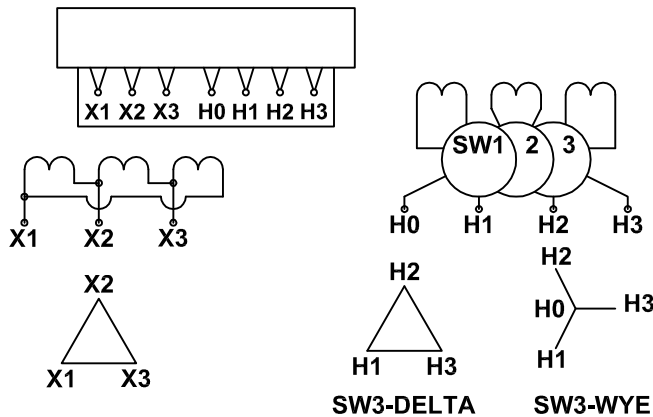 X1 X2 X3 H0 H1 H2 H3
SW1 2 3
H0 H1 H2 H3
X1 X2 X3
X2
X1 X3
H2
H1 H3
SW3-DELTA
H2
H0 H3
H1
SW3-WYE